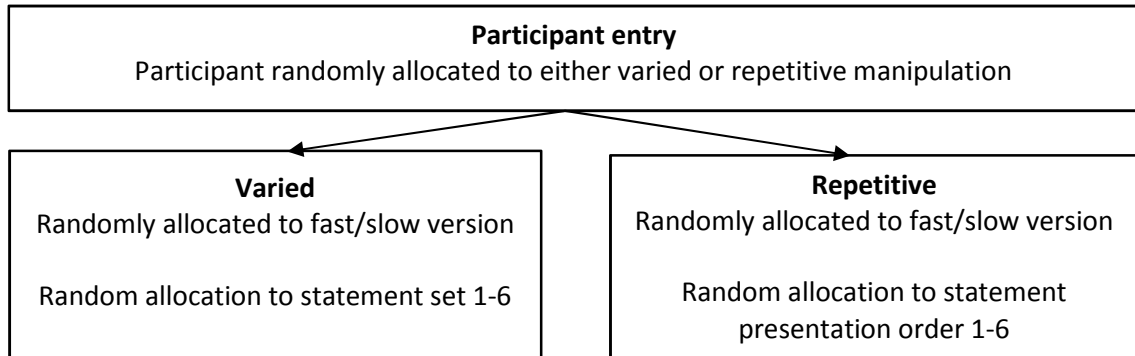 Participant entry
Participant randomly allocated to either varied or repetitive manipulation
Varied
Randomly allocated to fast/slow version
Random allocation to statement set 1-6
Repetitive
Randomly allocated to fast/slow version
Random allocation to statement
presentation order 1-6